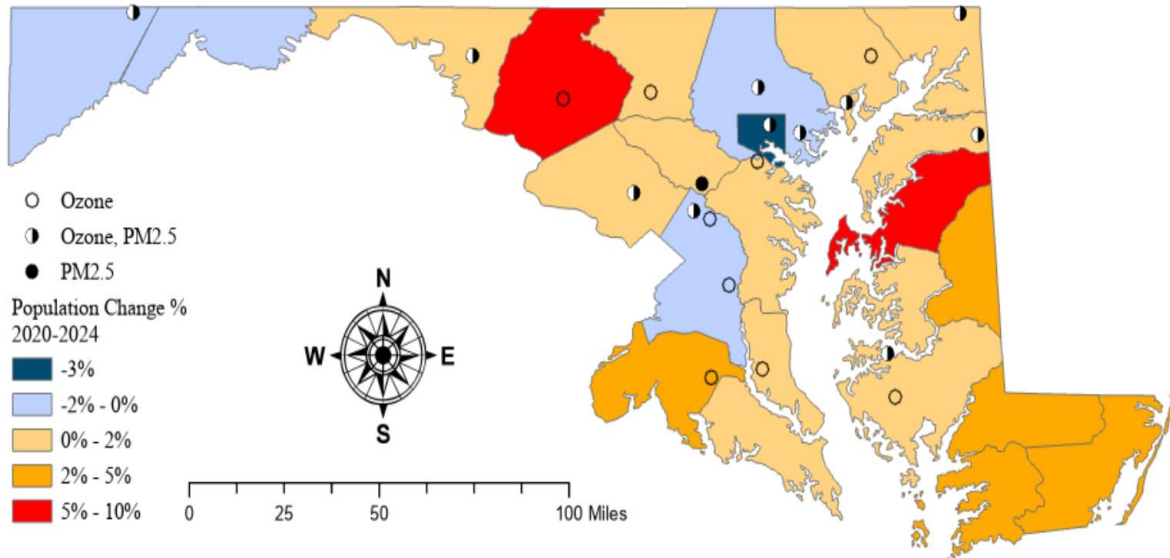 Ozone
Ozone, PM2.5
PM2.5
Population Change %
2020-2024
-3%
-2% - 0%
0% - 2%
2% - 5%
5% - 10%
N
W
E
S
0
25
50
100 Miles